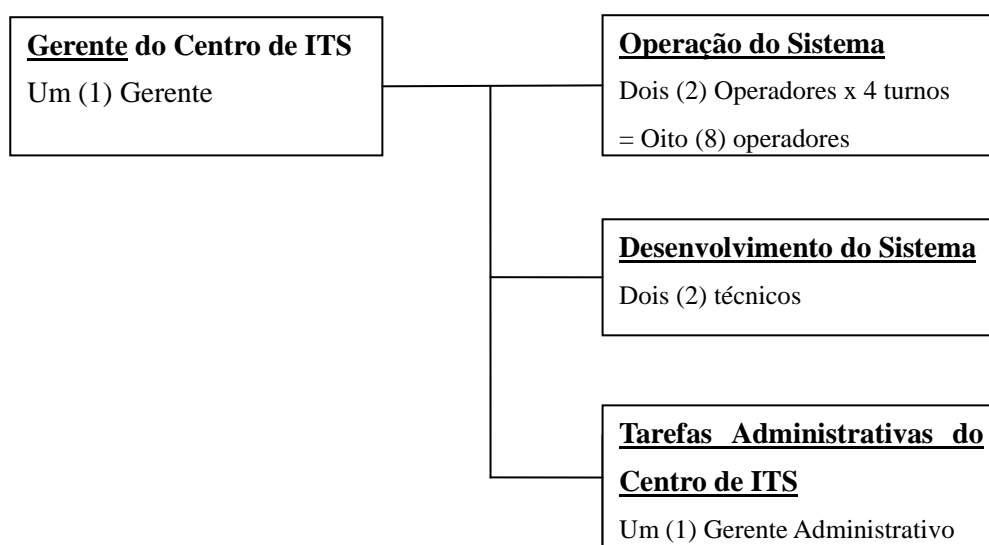 Gerente do Centro de ITS
Um (1) Gerente
Operação do Sistema
Dois (2) Operadores x 4 turnos
= Oito (8) operadores
Desenvolvimento do Sistema
Dois (2) técnicos
Tarefas Administrativas do
Centro de ITS
Um (1) Gerente Administrativo